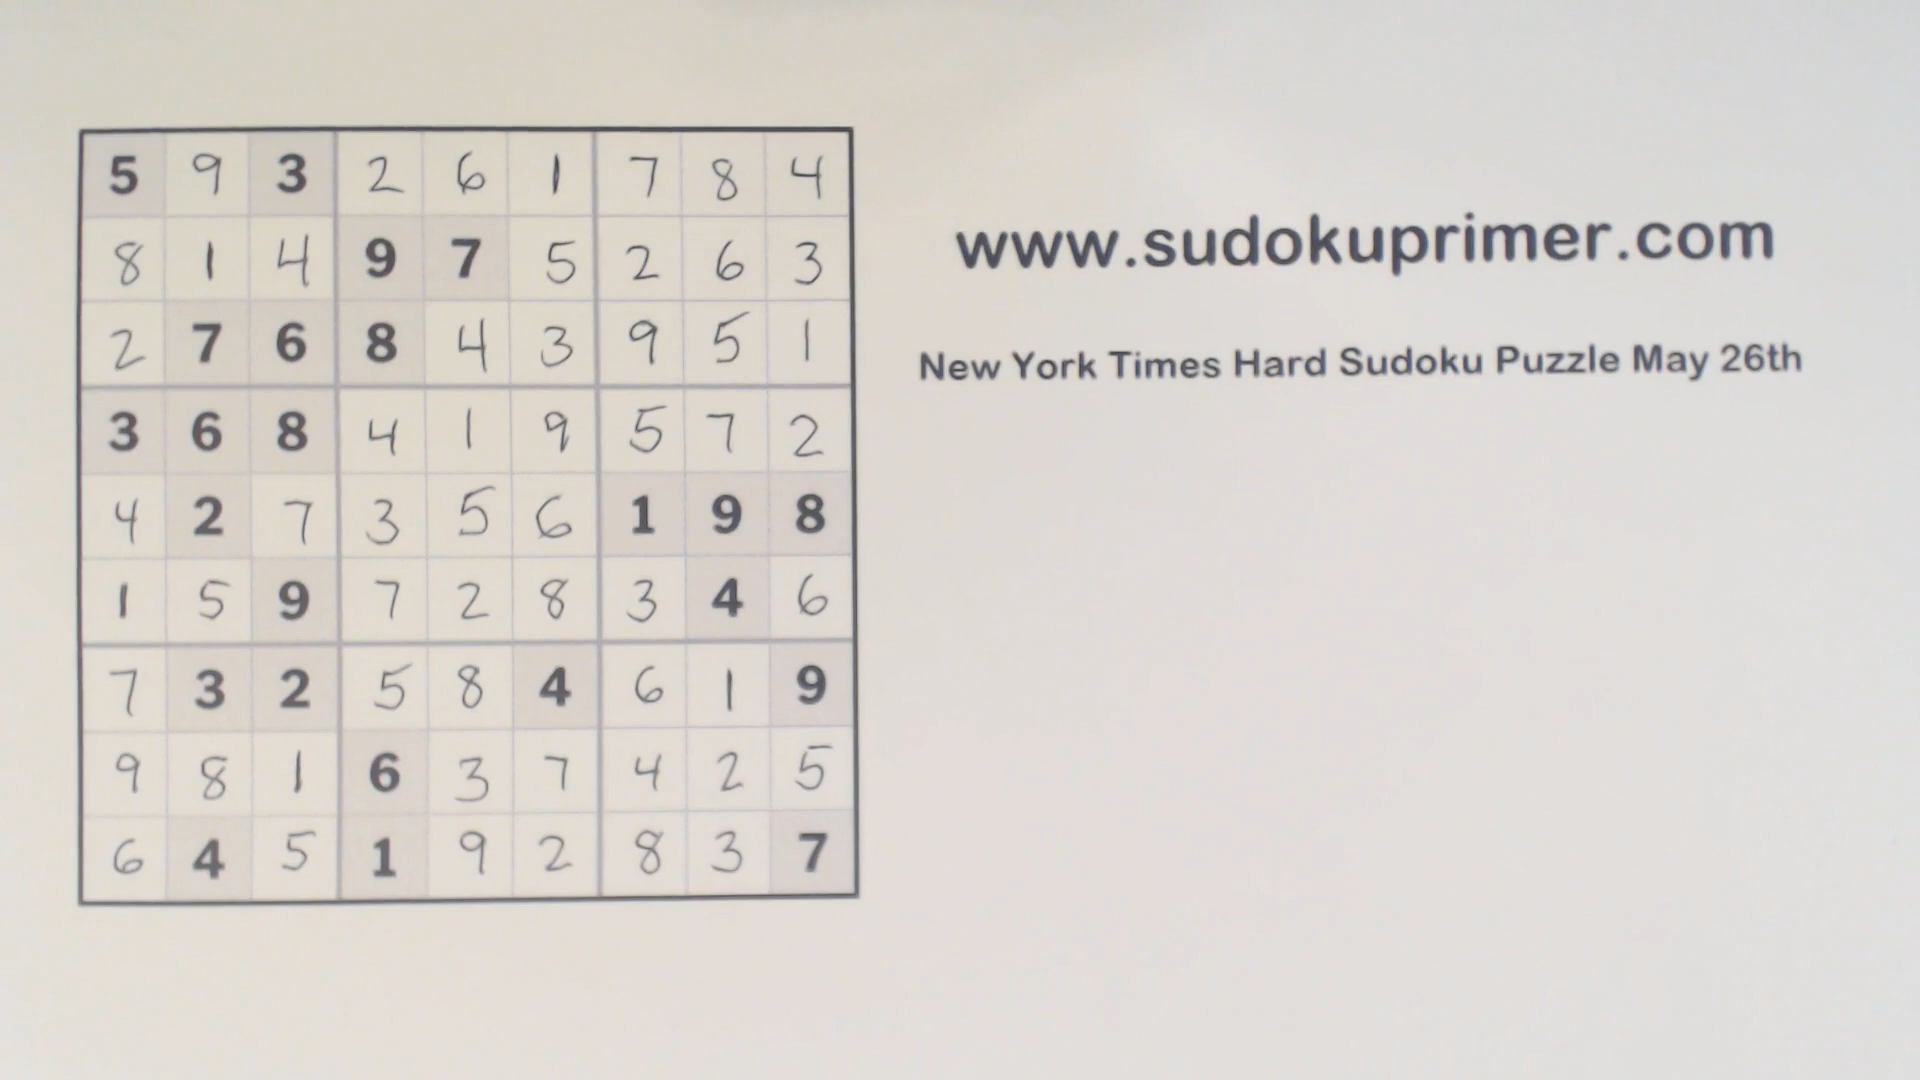 5 9 3 2 6 1 7 8 4
8 1 4 9 7 5 2 6 3
2 7 6 8 4 3 9 5 1
3 6 8 4 1 9 5 7 2
4 2 7 3 5 6 1 9 8
1 5 9 7 2 8 3 4 6
7 3 2 5 8 4 6 1 9
9 8 1 6 3 7 4 2 5
6 4 5 1 9 2 8 3 7
www.sudokuprimer.com
New York Times Hard Sudoku Puzzle May 26th